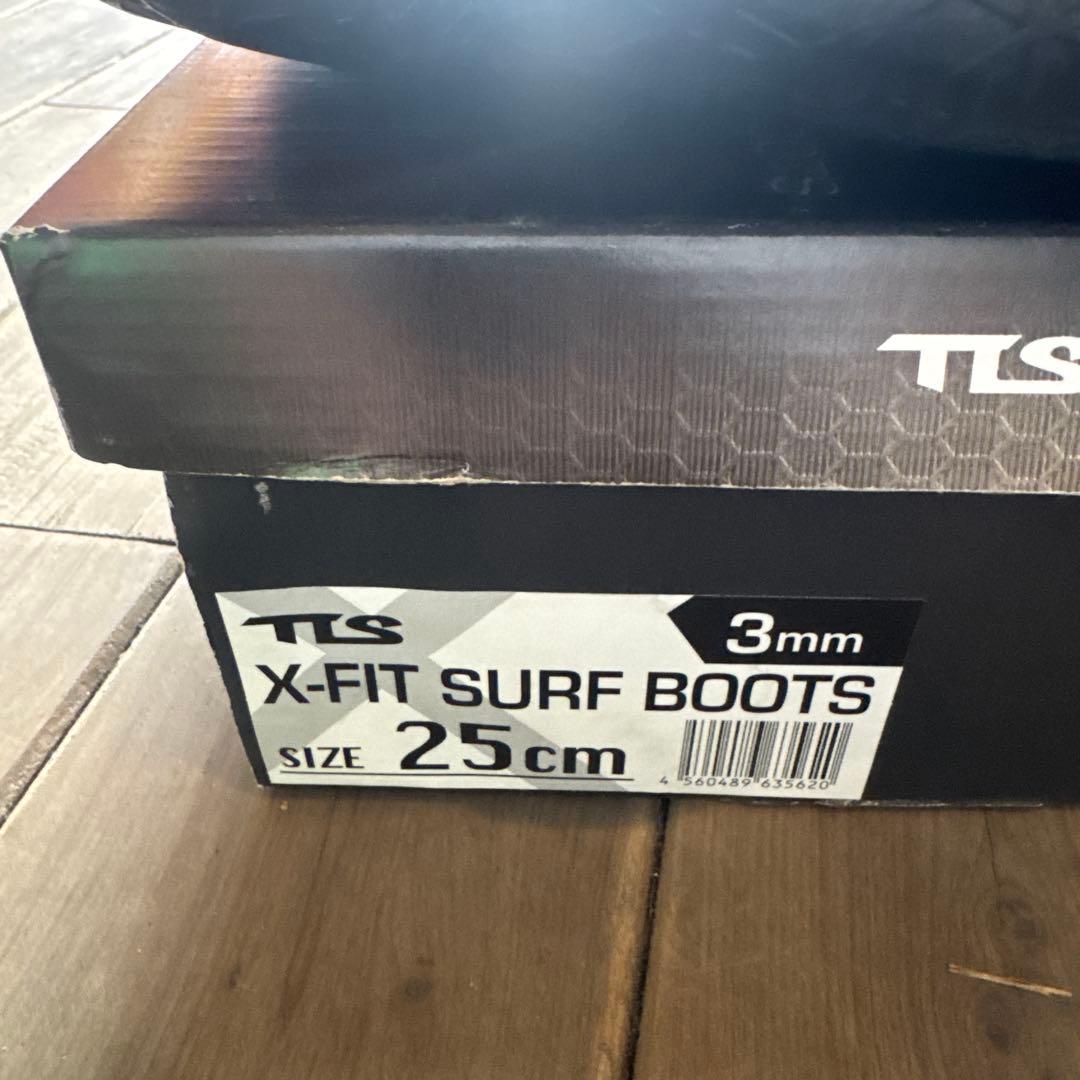 TLS
TLS
3mm
X-FIT SURF BOOTS
SIZE 25cm
4 560489 635620